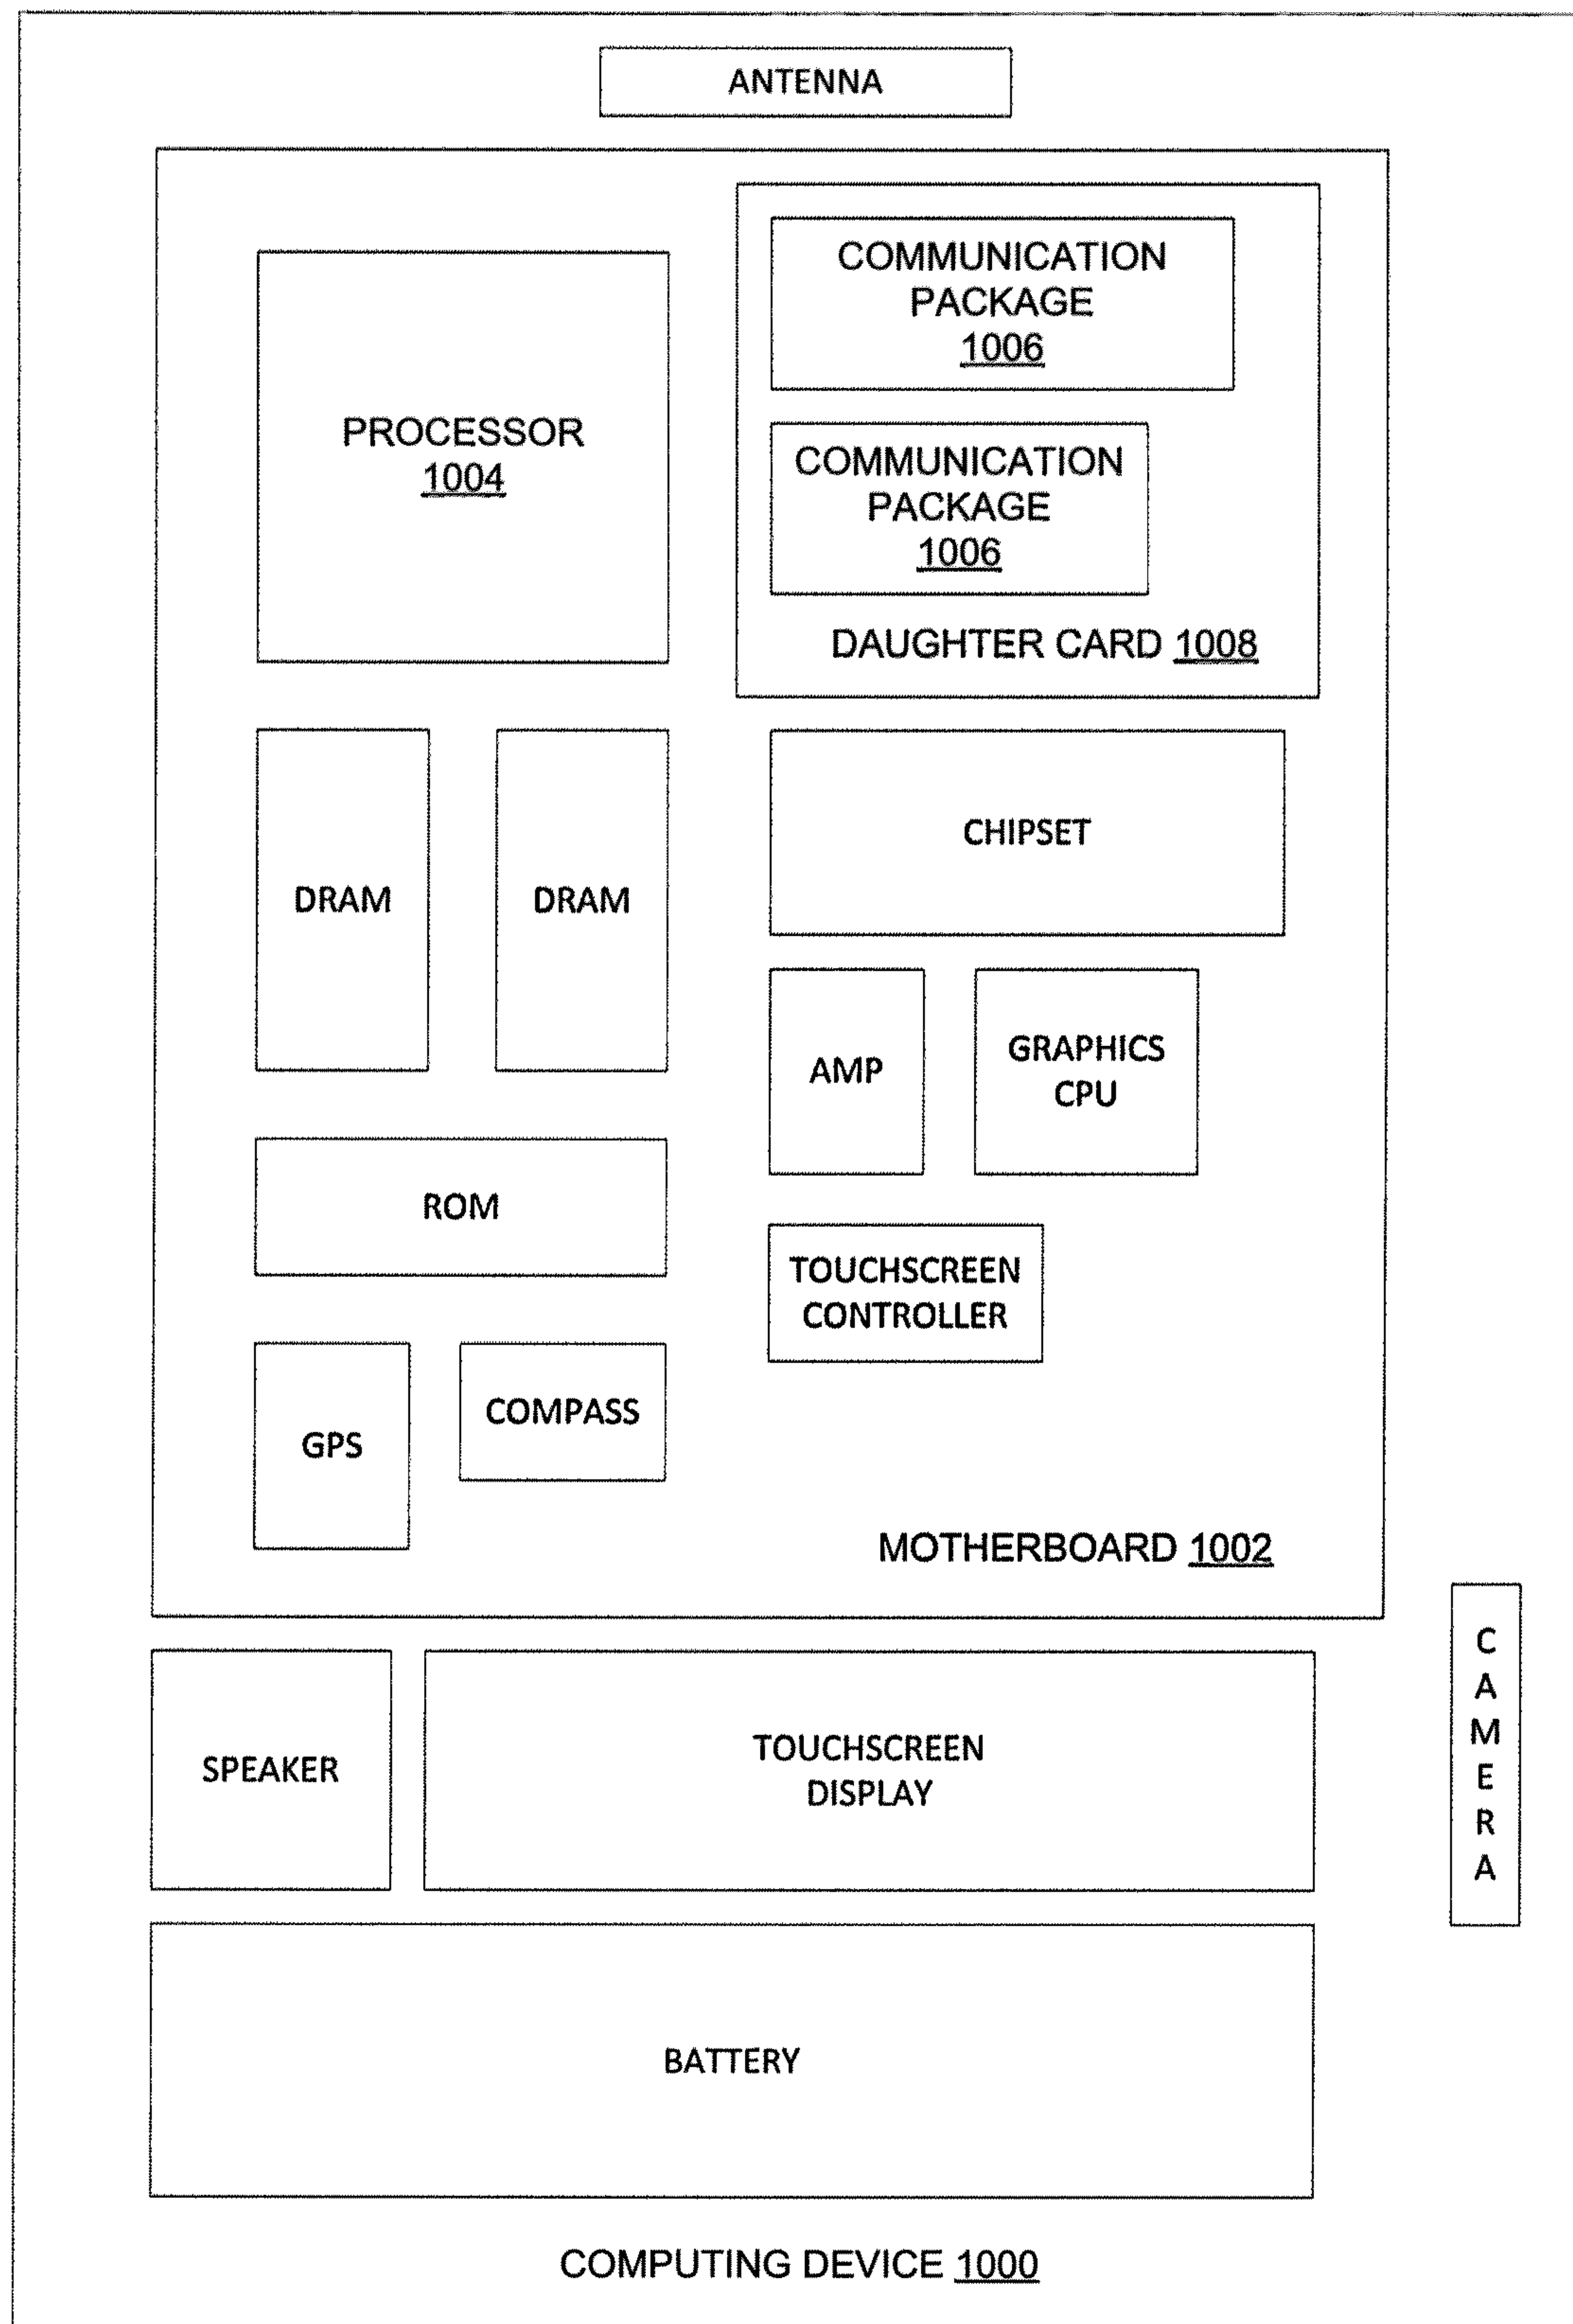 ANTENNA
COMMUNICATION
PACKAGE
1006
PROCESSOR
1004
COMMUNICATION
PACKAGE
1006
DAUGHTER CARD 1008
DRAM
DRAM
CHIPSET
AMP
GRAPHICS
CPU
ROM
TOUCHSCREEN
CONTROLLER
GPS
COMPASS
MOTHERBOARD 1002
CAMERA
SPEAKER
TOUCHSCREEN
DISPLAY
BATTERY
COMPUTING DEVICE 1000